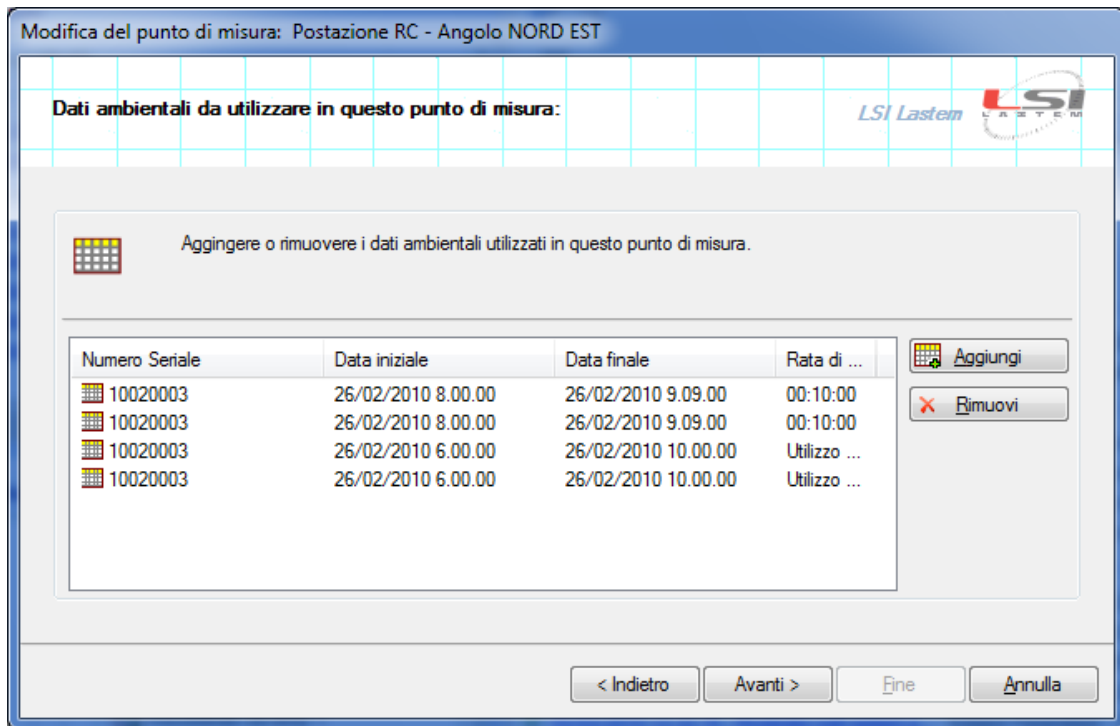 Modifica del punto di misura: Postazione RC - Angolo NORD EST
Dati ambientali da utilizzare in questo punto di misura:
LSI Lastem
LSI
LASTEM
Aggingere o rimuovere i dati ambientali utilizzati in questo punto di misura.
Numero Seriale Data iniziale Data finale Rata di ...
10020003 26/02/2010 8.00.00 26/02/2010 9.09.00 00:10:00
10020003 26/02/2010 8.00.00 26/02/2010 9.09.00 00:10:00
10020003 26/02/2010 6.00.00 26/02/2010 10.00.00 Utilizzo ...
10020003 26/02/2010 6.00.00 26/02/2010 10.00.00 Utilizzo ...
Aggiungi
Rimuovi
< Indietro Avanti > Fine Annulla